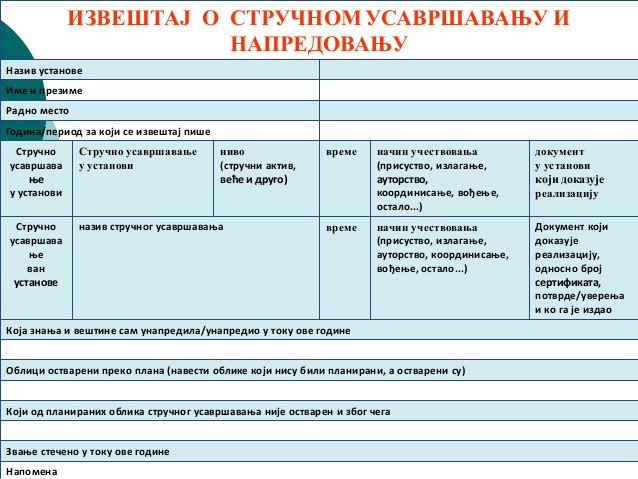 ИЗВЕШТАЈ О СТРУЧНОМ УСАВРШАВАЊУ И
НАПРЕДОВАЊУ
Назив установе
Име и презиме
Радно место
Година/период за који се извештај пише
Стручно
усавршава
ње
у установи
Стручно усавршавање
у установи
ниво
(стручни актив,
веће и друго)
време
начин учествовања
(присуство, излагање,
ауторство,
координисање, вођење,
остало...)
документ
у установи
који доказује
реализацију
Стручно
усавршава
ње
ван
установе
назив стручног усавршавања
време
начин учествовања
(присуство, излагање,
ауторство, координисање,
вођење, остало...)
Документ који
доказује
реализацију,
односно број
сертификата,
потврде/уверења
и ко га је издао
Која знања и вештине сам унапредила/унапредио у току ове године
Облици остварени преко плана (навести облике који нису били планирани, а остварени су)
Који од планираних облика стручног усавршавања није остварен и због чега
Звање стечено у току ове године
Напомена